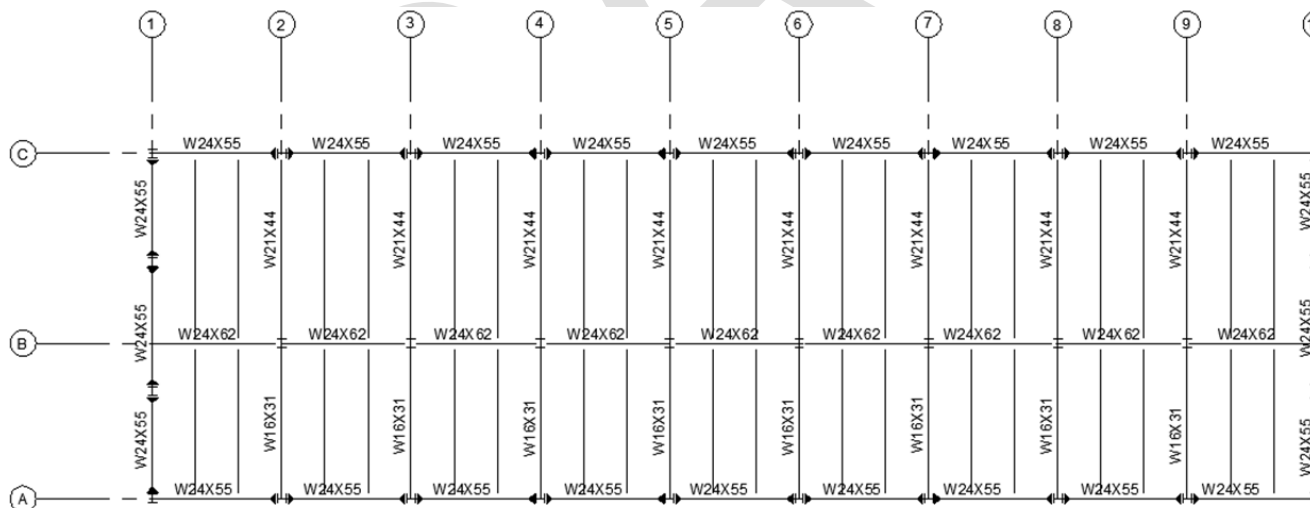 1 2 3 4 5 6 7 8 9
C
W24X55 W24X55 W24X55 W24X55 W24X55 W24X55 W24X55 W24X55 W24X55
W24X55 W21X44 W21X44 W21X44 W21X44 W21X44 W21X44 W21X44 W21X44 W24X55
B
W24X55 W24X62 W24X62 W24X62 W24X62 W24X62 W24X62 W24X62 W24X62 W24X62 W24X55
W24X55 W16X31 W16X31 W16X31 W16X31 W16X31 W16X31 W16X31 W16X31 W24X55
A
W24X55 W24X55 W24X55 W24X55 W24X55 W24X55 W24X55 W24X55 W24X55